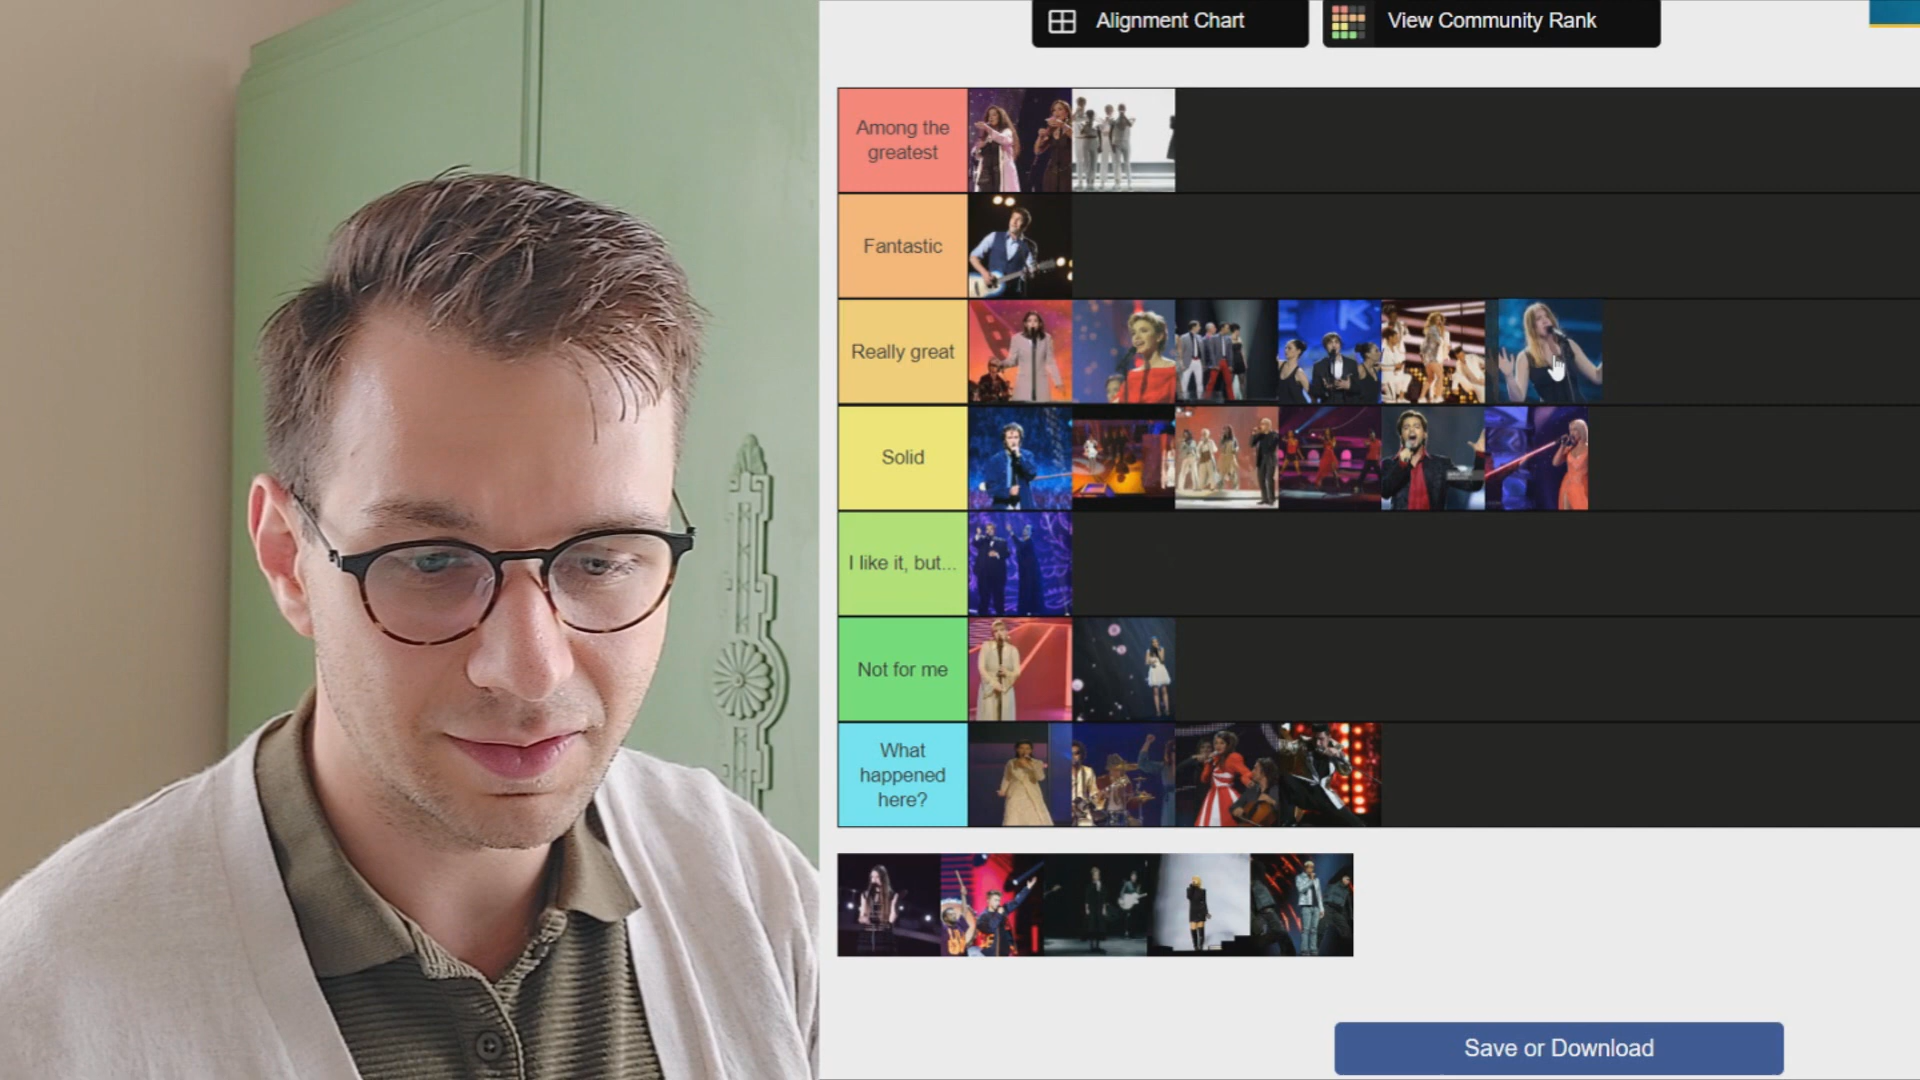 Alignment Chart
View Community Rank
Among the
greatest
Fantastic
Really great
Solid
I like it, but...
Not for me
What
happened
here?
Save or Download